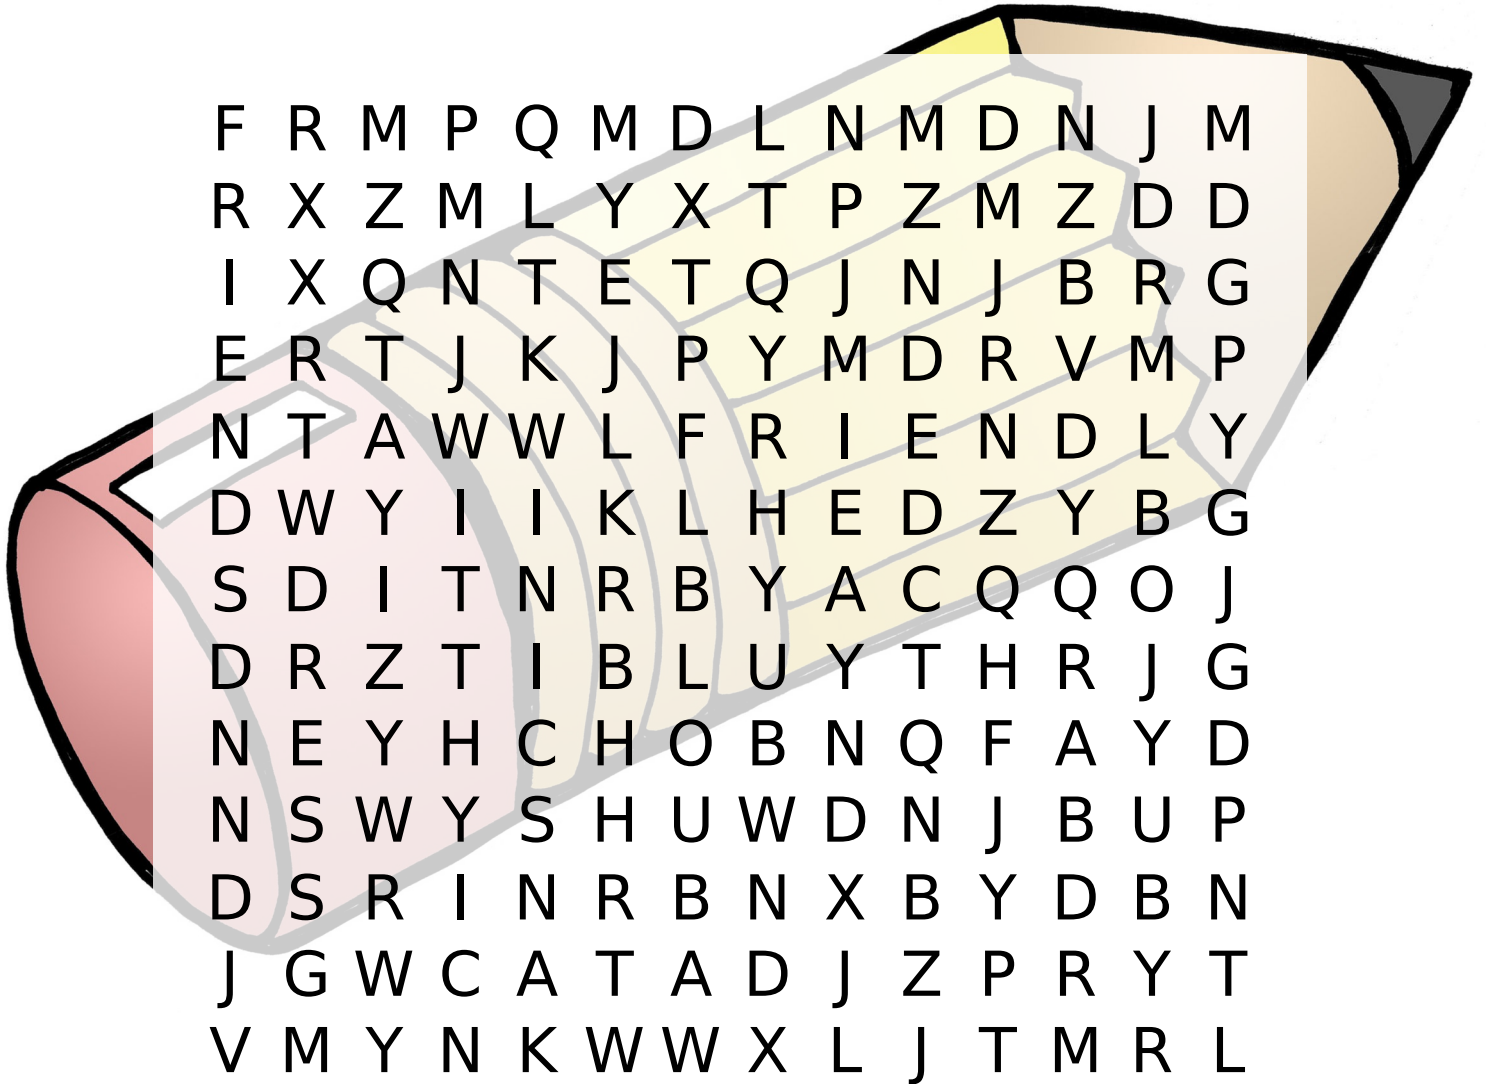 F R M P Q M D L N M D N J M
R X Z M L Y X T P Z M Z D D
I X Q N T E T Q J N J B R G
E R T J K J P Y M D R V M P
N T A W W L F R I E N D L Y
D W Y I I K L H E D Z Y B G
S D I T N R B Y A C Q Q O J
D R Z T I B L U Y T H R J G
N E Y H C H O B N Q F A Y D
N S W Y S H U W D N J B U P
D S R I N R B N X B Y D B N
J G W C A T A D J Z P R Y T
V M Y N K W W X L J T M R L